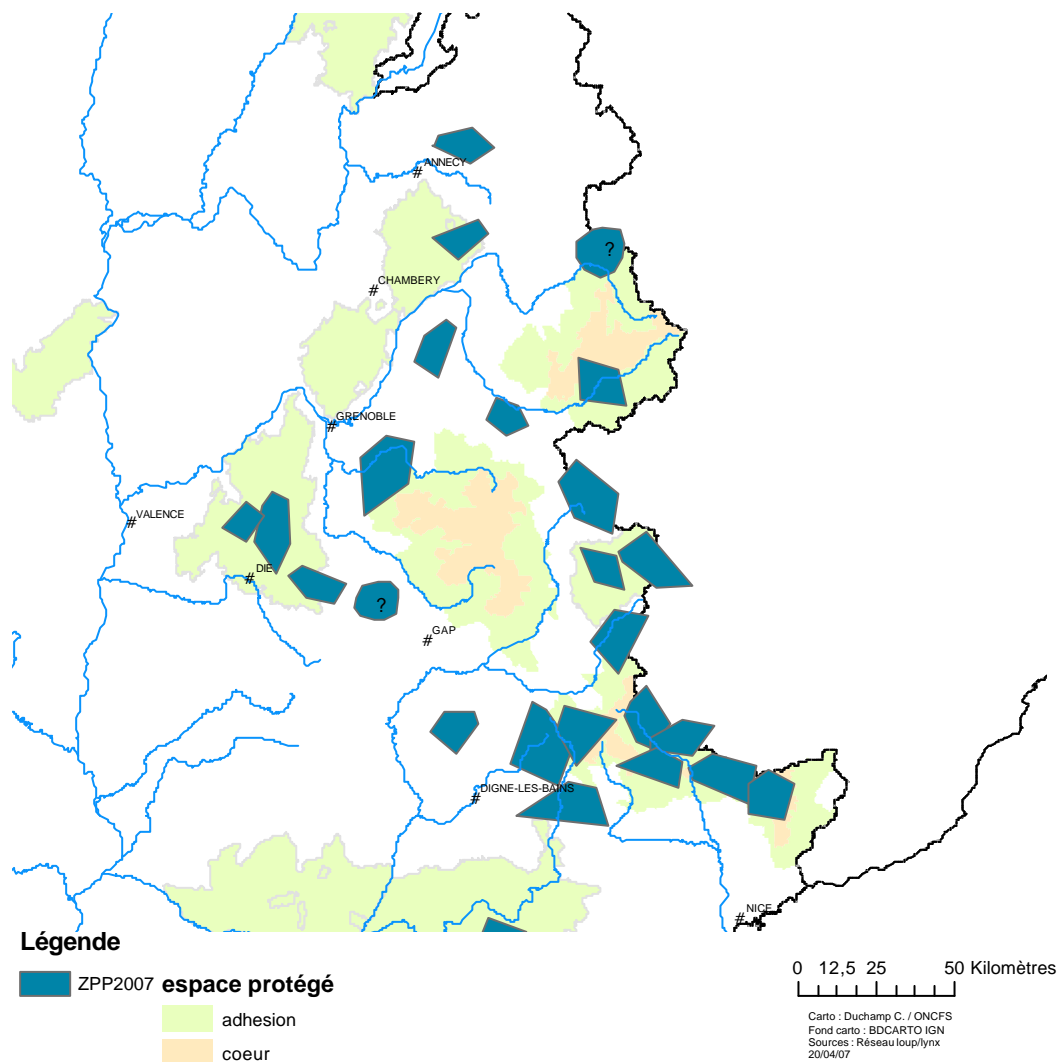 # ANNECY
?
# CHAMBERY
# GRENOBLE
# VALENCE
# DIE
?
# GAP
# DIGNE-LES-BAINS
# NICE
Légende
ZPP2007
espace protégé
adhesion
coeur
0 12,5 25 50 Kilomètres
Carto : Duchamp C. / ONCFS
Fond carto : BDCARTO IGN
Sources : Réseau loup/lynx
20/04/07